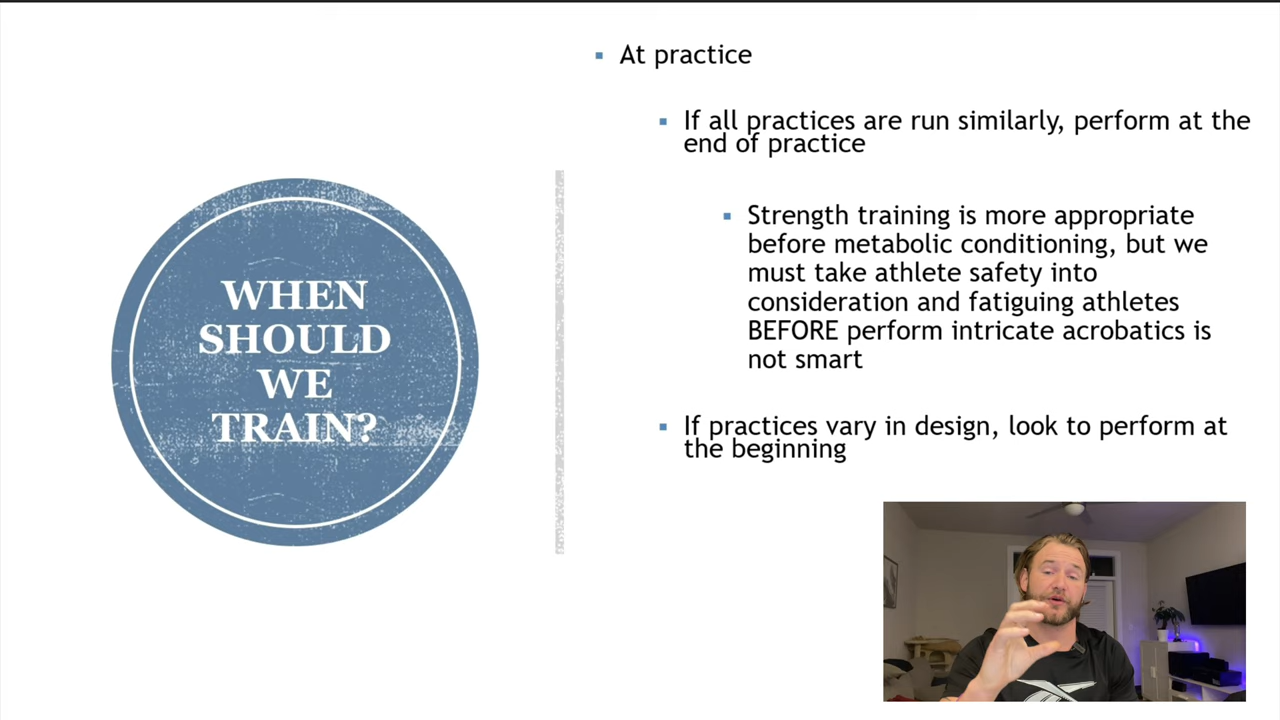 WHEN
SHOULD
WE
TRAIN?
At practice
If all practices are run similarly, perform at the
end of practice
Strength training is more appropriate
before metabolic conditioning, but we
must take athlete safety into
consideration and fatiguing athletes
BEFORE perform intricate acrobatics is
not smart
If practices vary in design, look to perform at
the beginning